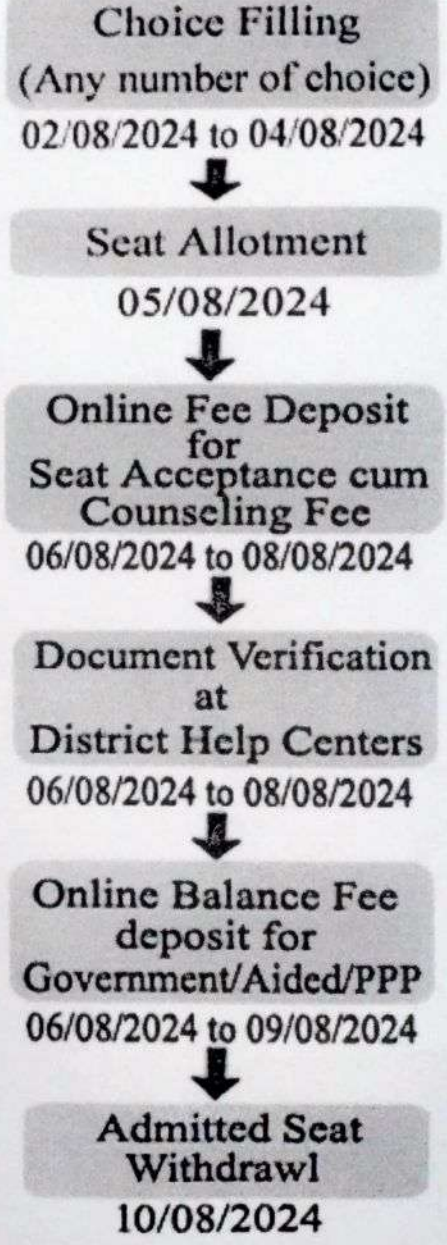 Choice Filling
(Any number of choice)
02/08/2024 to 04/08/2024
Seat Allotment
05/08/2024
Online Fee Deposit
for
Seat Acceptance cum
Counseling Fee
06/08/2024 to 08/08/2024
Document Verification
at
District Help Centers
06/08/2024 to 08/08/2024
Online Balance Fee
deposit for
Government/Aided/PPP
06/08/2024 to 09/08/2024
Admitted Seat
Withdrawl
10/08/2024